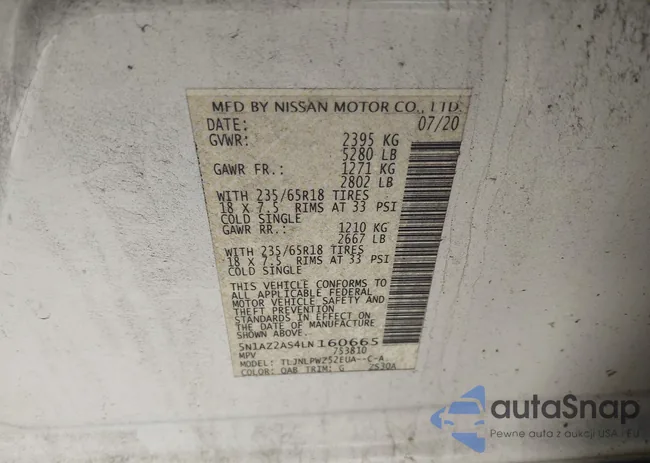 MFD BY NISSAN MOTOR CO., LTD.
DATE: 07/20
GVWR: 2395 KG
5280 LB
GAWR FR.: 1271 KG
2802 LB
WITH 235/65R18 TIRES
18 X 7.5 RIMS AT 33 PSI
COLD SINGLE
GAWR RR.: 1210 KG
2667 LB
WITH 235/65R18 TIRES
18 X 7.5 RIMS AT 33 PSI
COLD SINGLE
THIS VEHICLE CONFORMS TO
ALL APPLICABLE FEDERAL
MOTOR VEHICLE SAFETY AND
THEFT PREVENTION
STANDARDS IN EFFECT ON
THE DATE OF MANUFACTURE
SHOWN ABOVE.
5N1AZ2AS4LN160665
MPV 753810
MODEL: TLJNLPWZ52EUA--C-A
COLOR: QAB TRIM: G 2S30A
autaSnap
Pewne auta z aukcji USA i EU